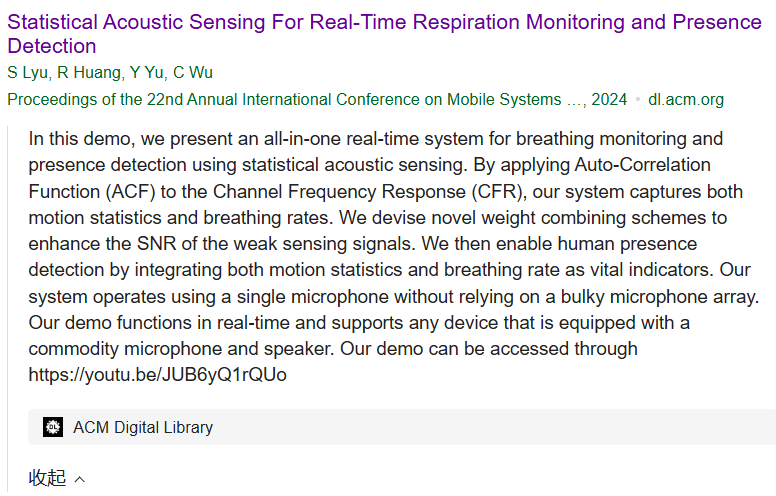 Statistical Acoustic Sensing For Real-Time Respiration Monitoring and Presence
Detection
S Lyu, R Huang, Y Yu, C Wu
Proceedings of the 22nd Annual International Conference on Mobile Systems …, 2024 • dl.acm.org
In this demo, we present an all-in-one real-time system for breathing monitoring and
presence detection using statistical acoustic sensing. By applying Auto-Correlation
Function (ACF) to the Channel Frequency Response (CFR), our system captures both
motion statistics and breathing rates. We devise novel weight combining schemes to
enhance the SNR of the weak sensing signals. We then enable human presence
detection by integrating both motion statistics and breathing rate as vital indicators. Our
system operates using a single microphone without relying on a bulky microphone array.
Our demo functions in real-time and supports any device that is equipped with a
commodity microphone and speaker. Our demo can be accessed through
https://youtu.be/JUB6yQ1rQUo
DL ACM Digital Library
收起